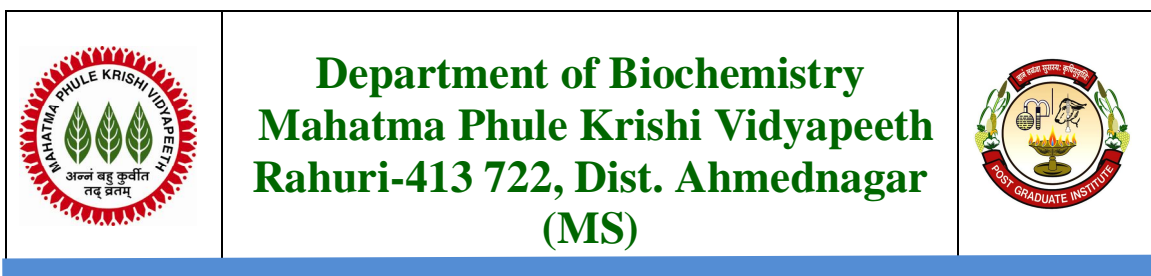 MAHATMA PHULE KRISHI VIDYAPEETH
अन्नं बहु कुर्वीत
तद् व्रतम्
Department of Biochemistry
Mahatma Phule Krishi Vidyapeeth
Rahuri-413 722, Dist. Ahmednagar
(MS)
POST GRADUATE INSTITUTE